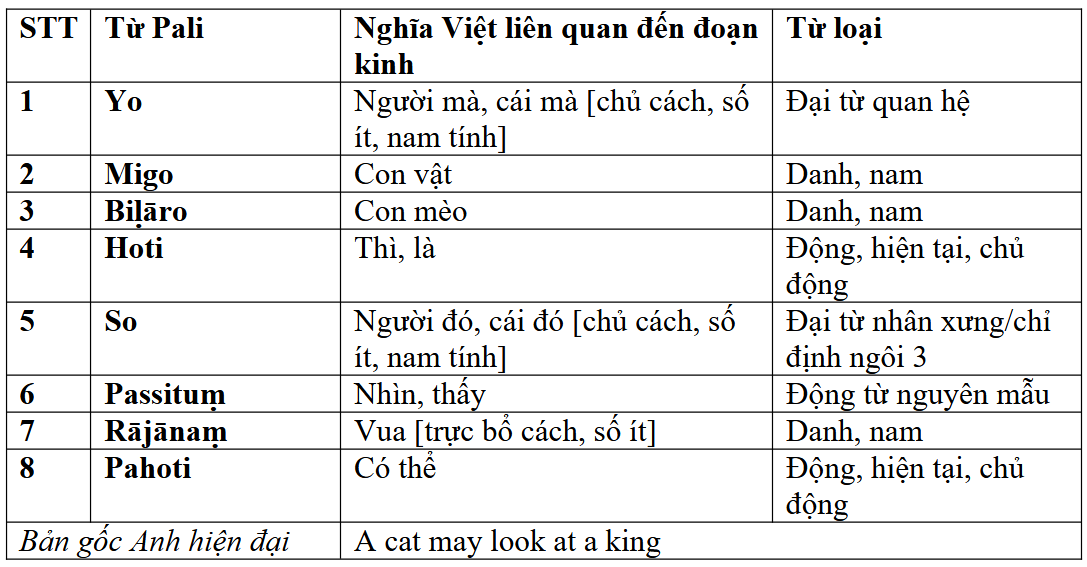 STT Từ Pali Nghĩa Việt liên quan đến đoạn Từ loại
kinh
1 Yo Người mà, cái mà [chủ cách, số Đại từ quan hệ
ít, nam tính]
2 Migo Con vật Danh, nam
3 Biḷāro Con mèo Danh, nam
4 Hoti Thì, là Động, hiện tại, chủ
động
5 So Người đó, cái đó [chủ cách, số Đại từ nhân xưng/chỉ
ít, nam tính] định ngôi 3
6 Passituṃ Nhìn, thấy Động từ nguyên mẫu
7 Rājānaṃ Vua [trực bổ cách, số ít] Danh, nam
8 Pahoti Có thể Động, hiện tại, chủ
động
Bản gốc Anh hiện đại A cat may look at a king